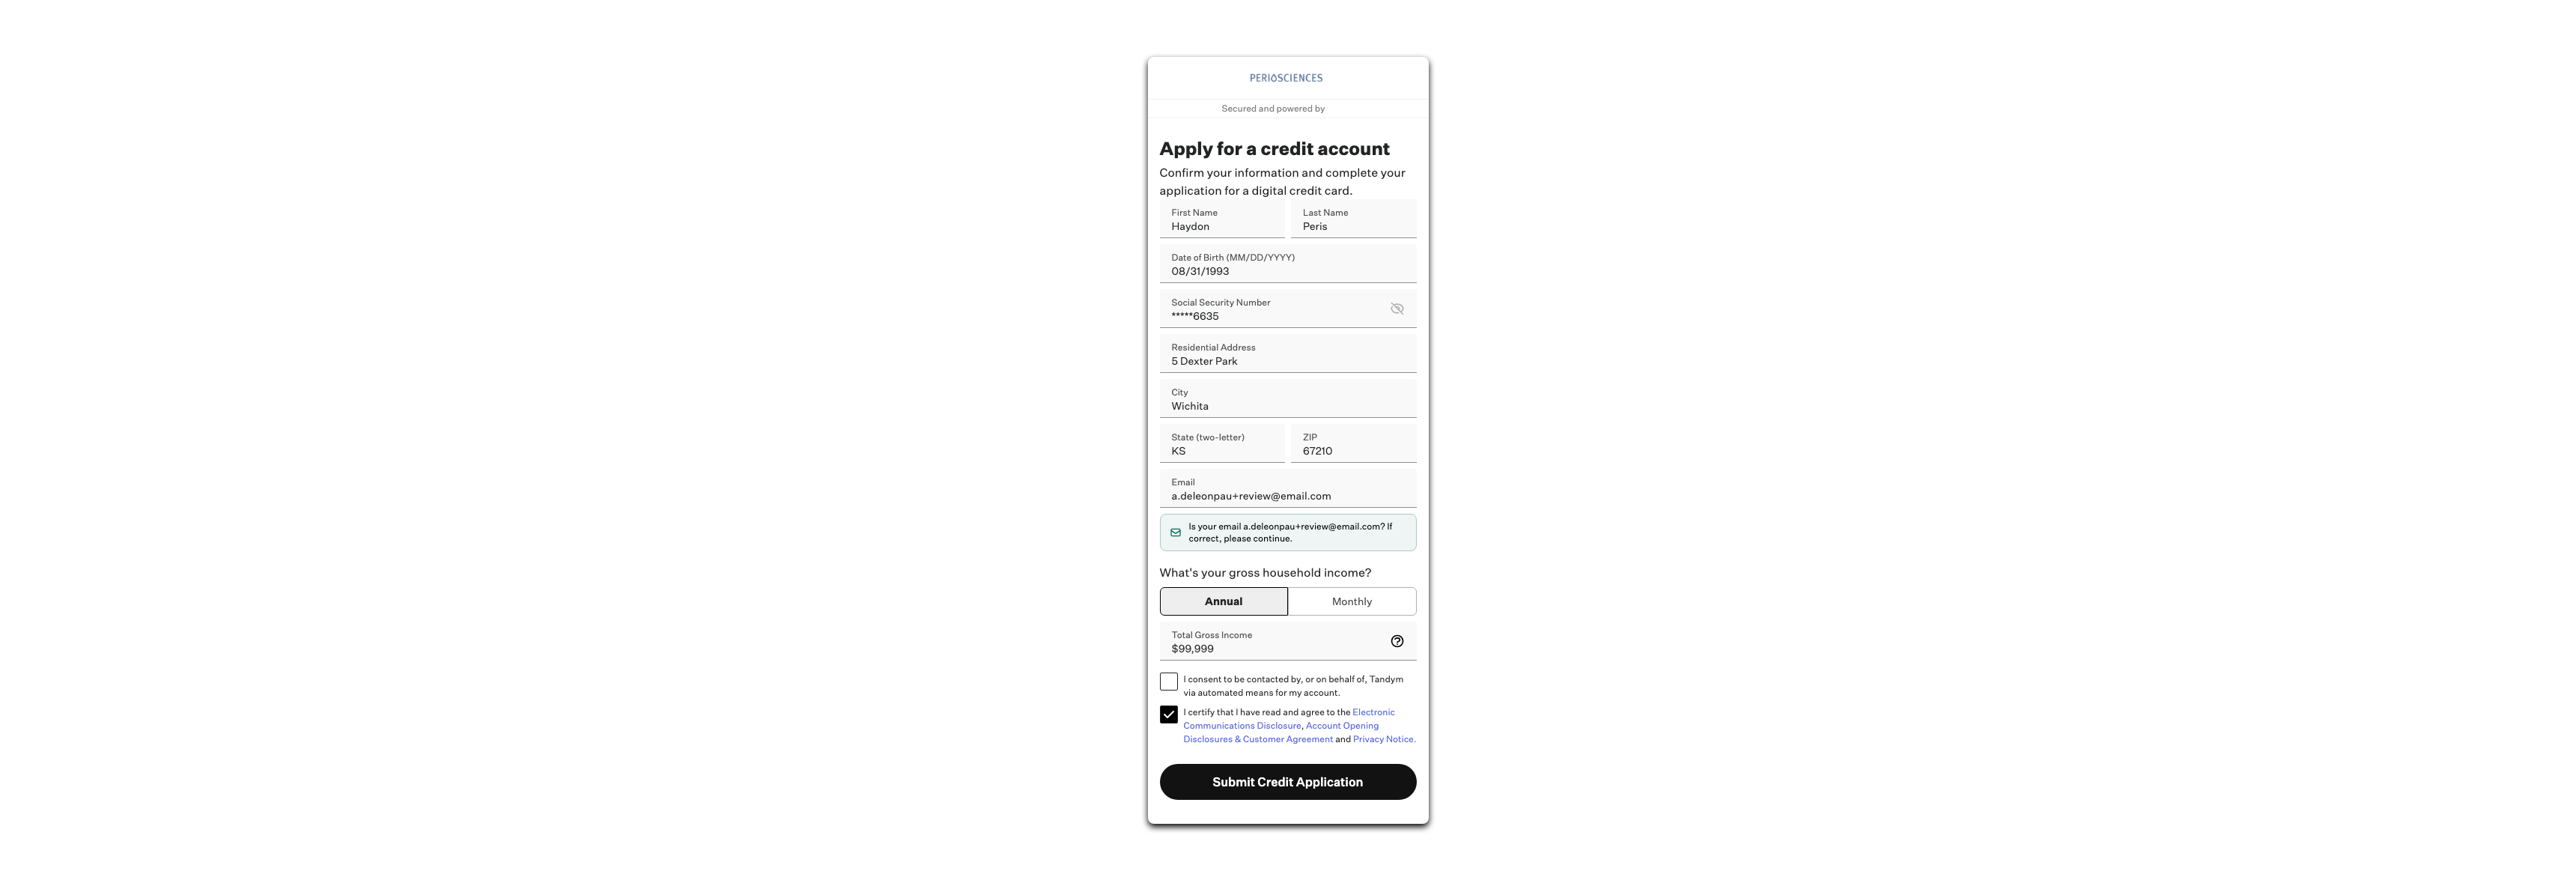 PERIOSCIENCES
Secured and powered by
Apply for a credit account
Confirm your information and complete your
application for a digital credit card.
First Name
Haydon
Last Name
Peris
Date of Birth (MM/DD/YYYY)
08/31/1993
Social Security Number
*****6635
Residential Address
5 Dexter Park
City
Wichita
State (two-letter)
KS
ZIP
67210
Email
a.deleonpau+review@email.com
Is your email a.deleonpau+review@email.com? If
correct, please continue.
What's your gross household income?
Annual
Monthly
Total Gross Income
$99,999
I consent to be contacted by, or on behalf of, Tandym
via automated means for my account.
I certify that I have read and agree to the Electronic
Communications Disclosure, Account Opening
Disclosures & Customer Agreement and Privacy Notice.
Submit Credit Application